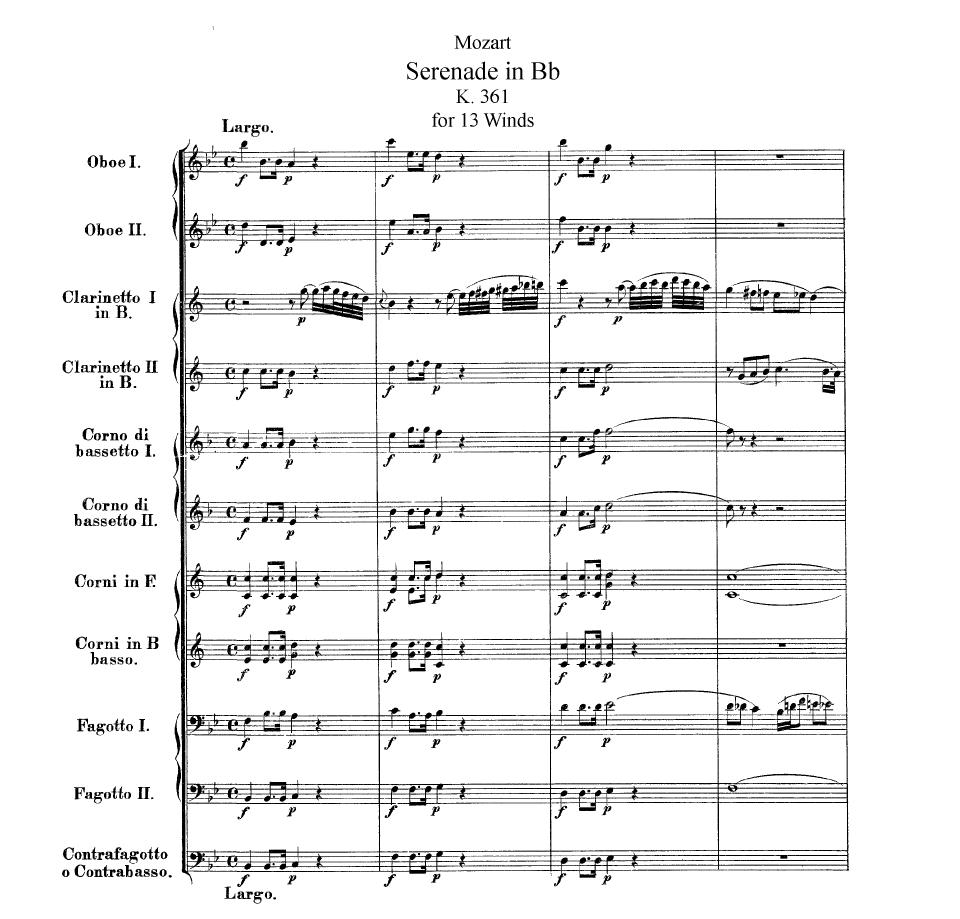 Mozart
Serenade in Bb
K. 361
for 13 Winds
Largo.
Oboe I.
f p f p f p
Oboe II.
f p f p f p
Clarinetto I
in B.
p f p
Clarinetto II
in B.
f p f p f p
Corno di
bassetto I.
f p f p f p
Corno di
bassetto II.
f p f p f p
Corni in F.
f p f p f p
Corni in B
basso.
f p f p f p
Fagotto I.
f p f p f p
Fagotto II.
f p f p f p
Contrafagotto
o Contrabasso.
f p f p f p
Largo.